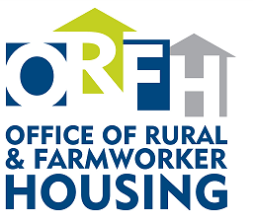 ORFH
OFFICE OF RURAL
& FARMWORKER
HOUSING